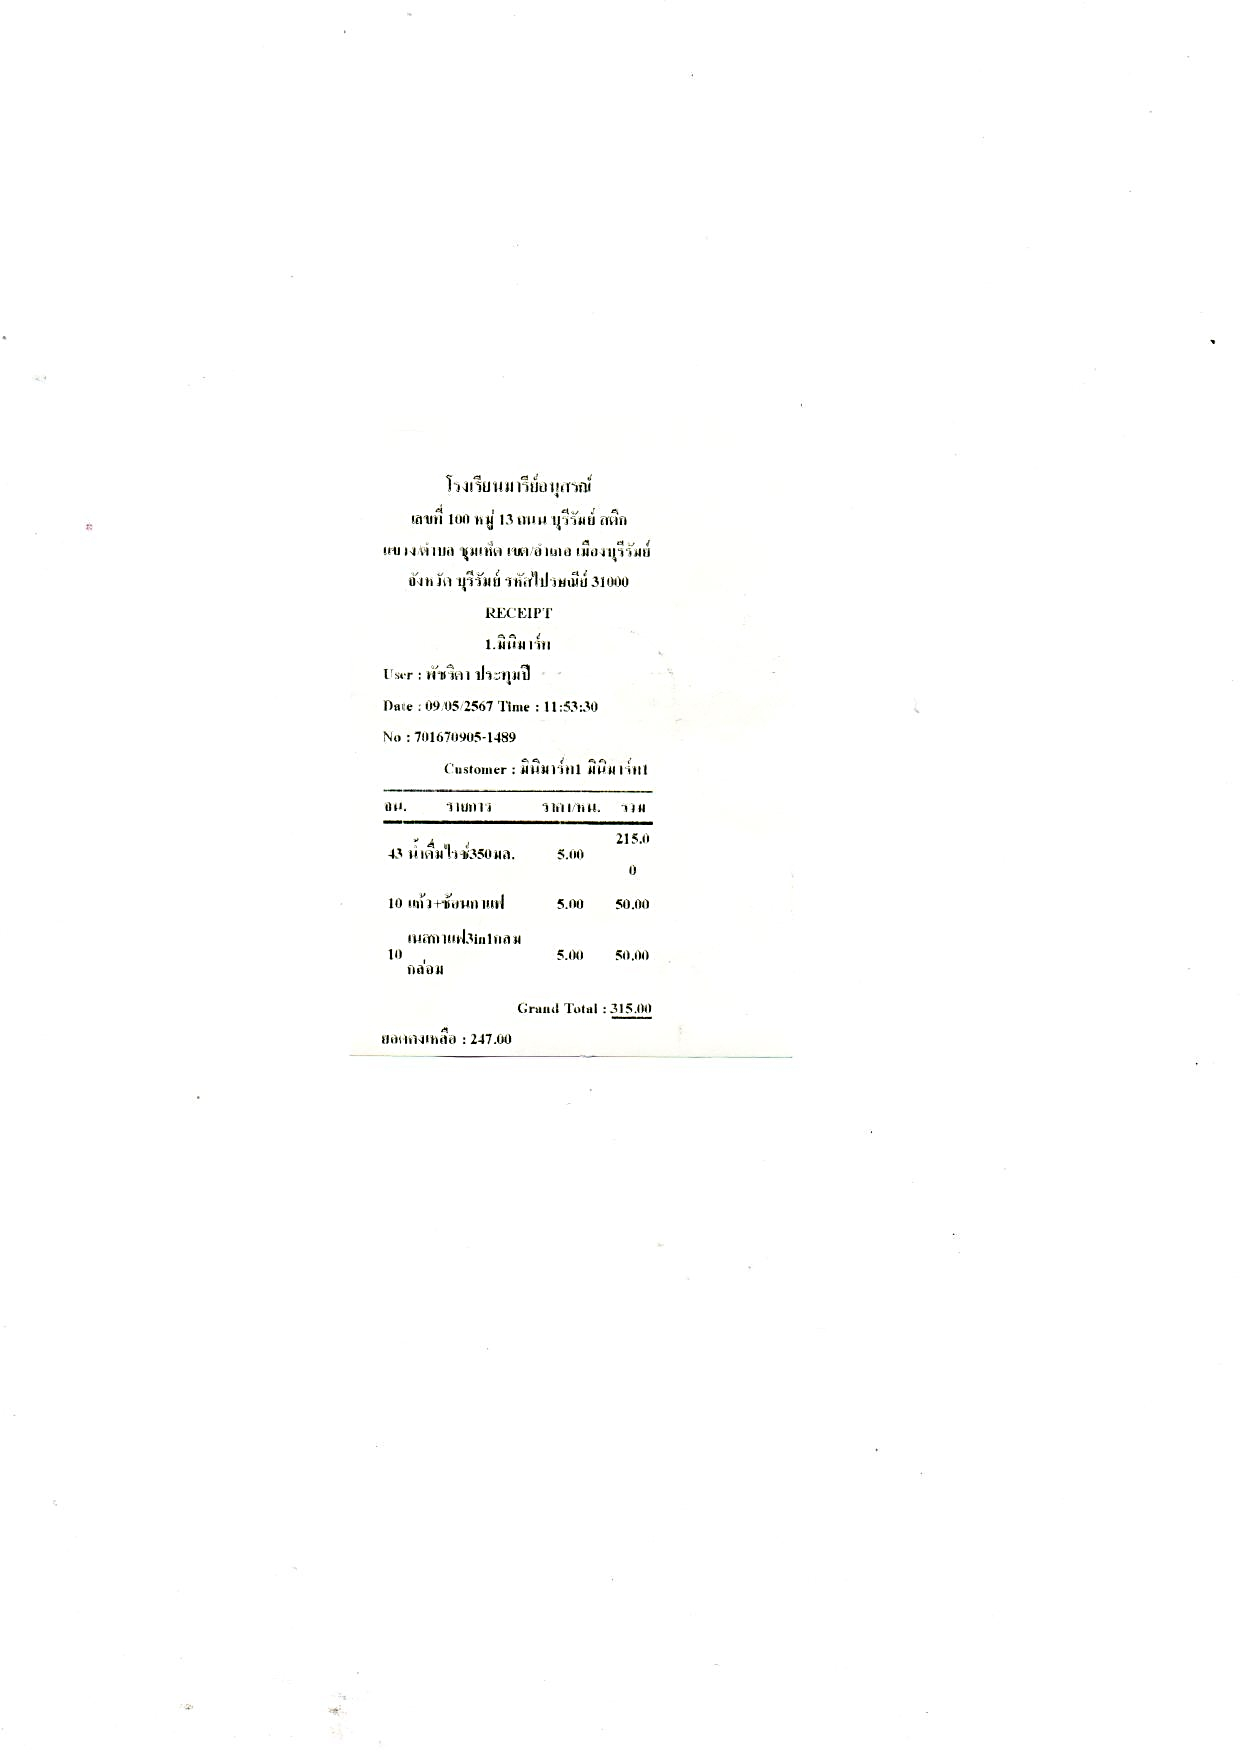 โรงเรียนมารีย์อนุสรณ์
เลขที่ 100 หมู่ 13 ถนน บุรีรัมย์ สตึก
แขวง/ตำบล ชุมเห็ด เขต/อำเภอ เมืองบุรีรัมย์
จังหวัด บุรีรัมย์ รหัสไปรษณีย์ 31000
RECEIPT
1.มินิมาร์ท
User : พัชริดา ประทุมปี
Date : 09/05/2567 Time : 11:53:30
No : 701670905-1489
Customer : มินิมาร์ท1 มินิมาร์ท1
จน. รายการ ราคา/หน. รวม
43 น้ำดื่มไรซ์350มล. 5.00 215.0
0
10 แก้ว+ช้อนกาแฟ 5.00 50.00
10 เนสกาแฟ3in1กลม 5.00 50.00
กล่อม
Grand Total : 315.00
ยอดคงเหลือ : 247.00